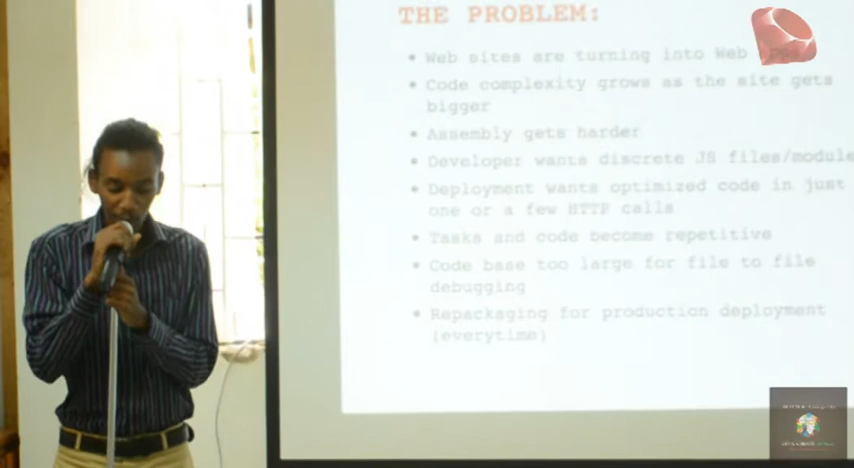 THE PROBLEM:
• Web sites are turning into Web
• Code complexity grows as the site gets
bigger
• Assembly gets harder
• Developer wants discrete JS files/module
• Deployment wants optimized code in just
one or a few HTTP calls
• Tasks and code become repetitive
• Code base too large for file to file
debugging
• Repackaging for production deployment
(everytime)